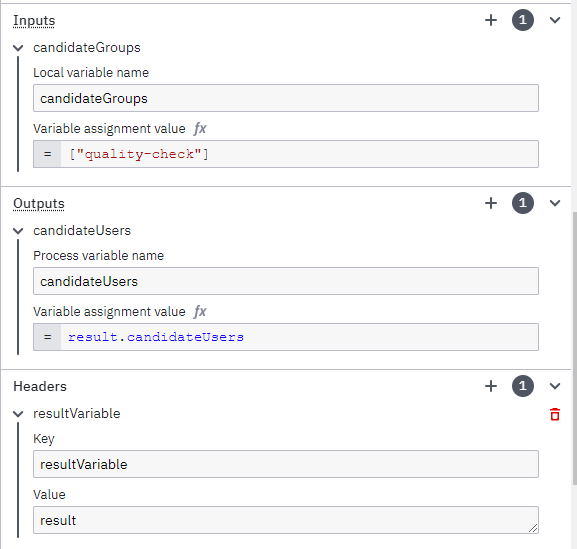 Inputs 1
candidateGroups
Local variable name
candidateGroups
Variable assignment value fx
= ["quality-check"]
Outputs 1
candidateUsers
Process variable name
candidateUsers
Variable assignment value fx
= result.candidateUsers
Headers 1
resultVariable
Key
resultVariable
Value
result